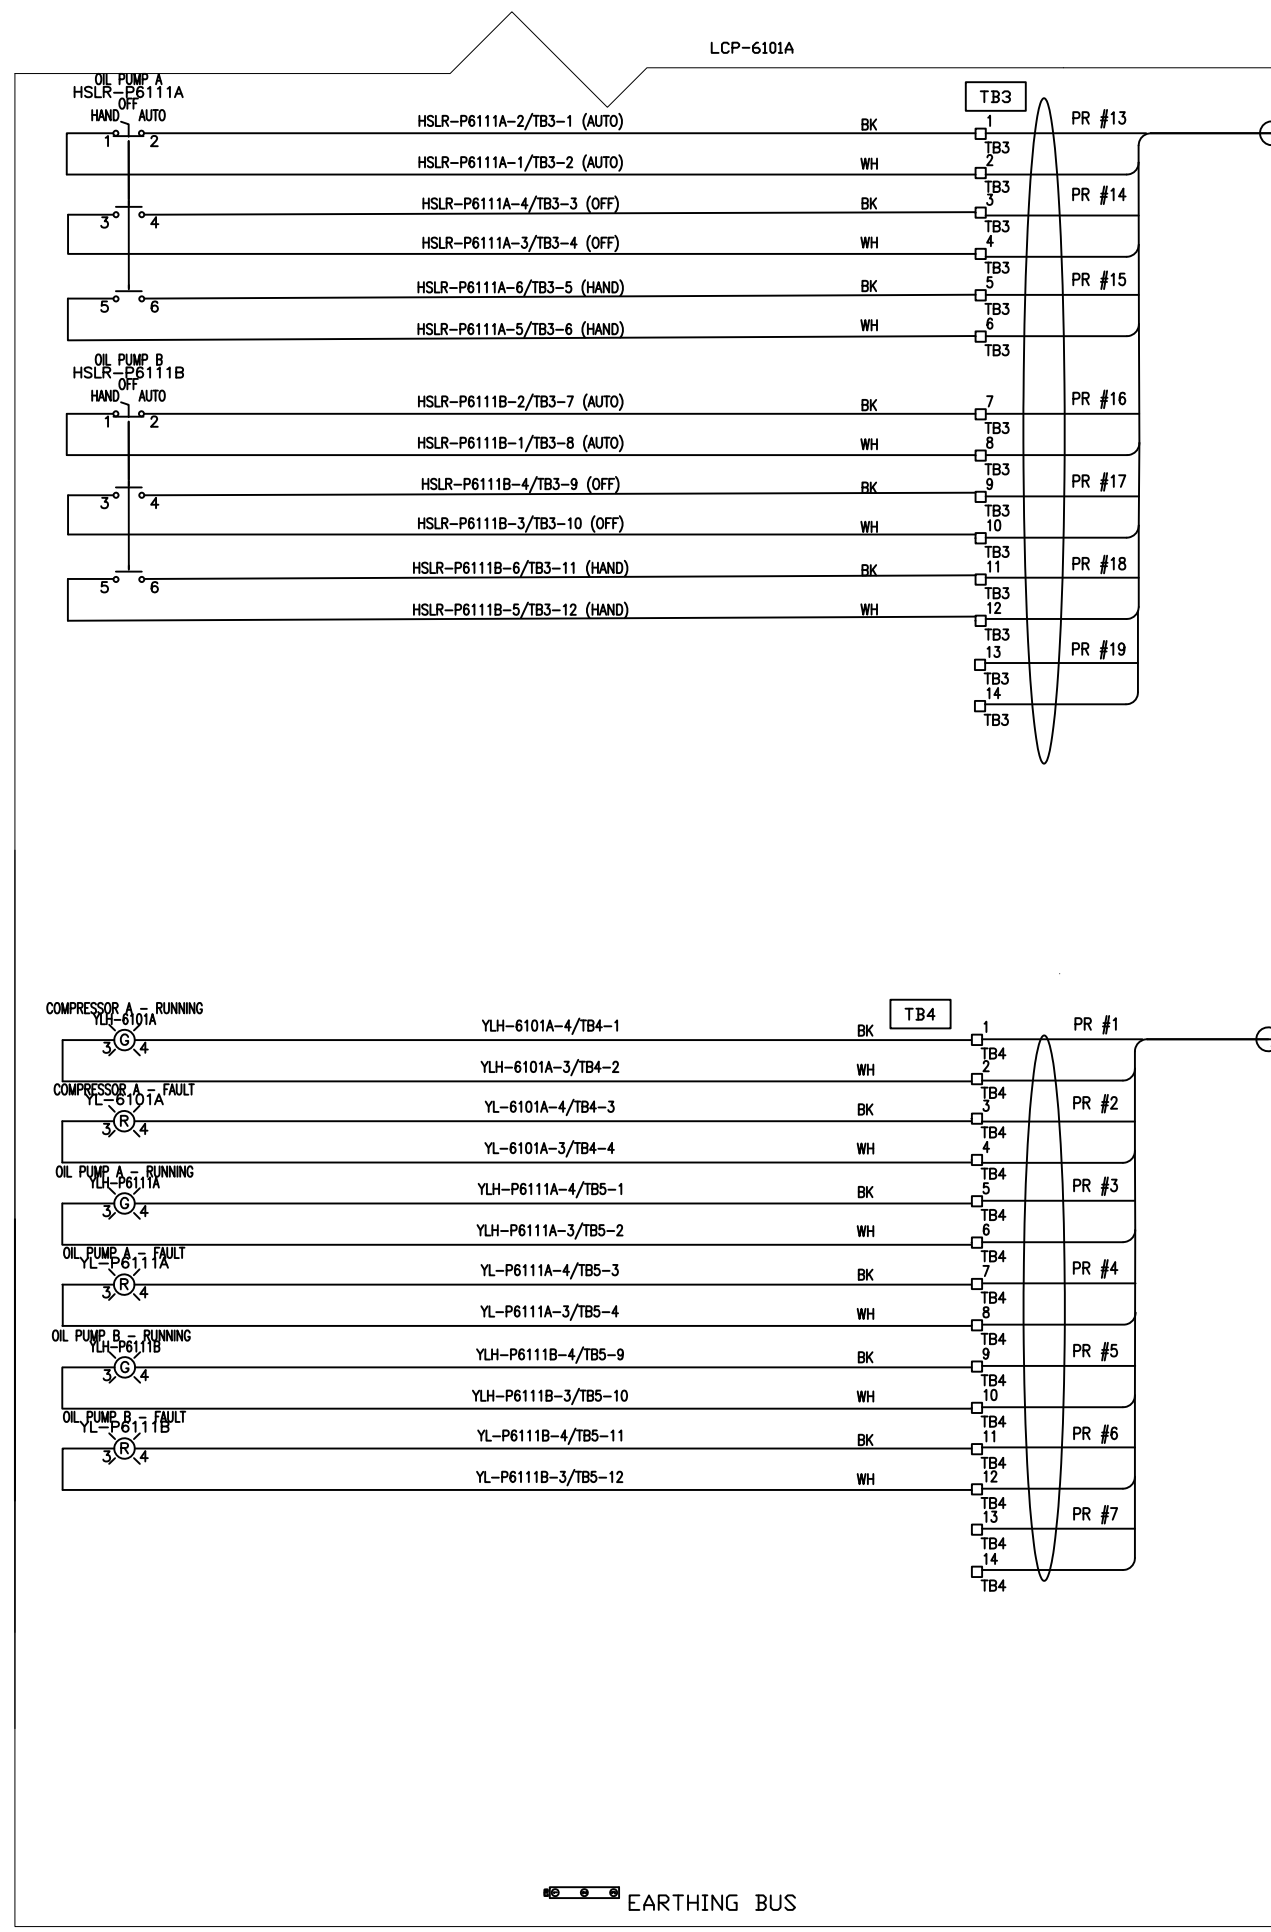 LCP-6101A
OIL PUMP A
HSLR-P6111A
OFF
HAND AUTO
TB3
1 2
HSLR-P6111A-2/TB3-1 (AUTO) BK 1 TB3 PR #13
HSLR-P6111A-1/TB3-2 (AUTO) WH 2 TB3
3 4
HSLR-P6111A-4/TB3-3 (OFF) BK 3 TB3 PR #14
HSLR-P6111A-3/TB3-4 (OFF) WH 4 TB3
5 6
HSLR-P6111A-6/TB3-5 (HAND) BK 5 TB3 PR #15
HSLR-P6111A-5/TB3-6 (HAND) WH 6 TB3
OIL PUMP B
HSLR-P6111B
OFF
HAND AUTO
1 2
HSLR-P6111B-2/TB3-7 (AUTO) BK 7 TB3 PR #16
HSLR-P6111B-1/TB3-8 (AUTO) WH 8 TB3
3 4
HSLR-P6111B-4/TB3-9 (OFF) BK 9 TB3 PR #17
HSLR-P6111B-3/TB3-10 (OFF) WH 10 TB3
5 6
HSLR-P6111B-6/TB3-11 (HAND) BK 11 TB3 PR #18
HSLR-P6111B-5/TB3-12 (HAND) WH 12 TB3
13 TB3 PR #19
14 TB3
TB4
COMPRESSOR A - RUNNING
YLH-6101A
3 G 4
YLH-6101A-4/TB4-1 BK 1 TB4 PR #1
YLH-6101A-3/TB4-2 WH 2 TB4
COMPRESSOR A - FAULT
YL-6101A
3 R 4
YL-6101A-4/TB4-3 BK 3 TB4 PR #2
YL-6101A-3/TB4-4 WH 4 TB4
OIL PUMP A - RUNNING
YLH-P6111A
3 G 4
YLH-P6111A-4/TB5-1 BK 5 TB4 PR #3
YLH-P6111A-3/TB5-2 WH 6 TB4
OIL PUMP A - FAULT
YL-P6111A
3 R 4
YL-P6111A-4/TB5-3 BK 7 TB4 PR #4
YL-P6111A-3/TB5-4 WH 8 TB4
OIL PUMP B - RUNNING
YLH-P6111B
3 G 4
YLH-P6111B-4/TB5-9 BK 9 TB4 PR #5
YLH-P6111B-3/TB5-10 WH 10 TB4
OIL PUMP B - FAULT
YL-P6111B
3 R 4
YL-P6111B-4/TB5-11 BK 11 TB4 PR #6
YL-P6111B-3/TB5-12 WH 12 TB4
13 TB4 PR #7
14 TB4
EARTHING BUS